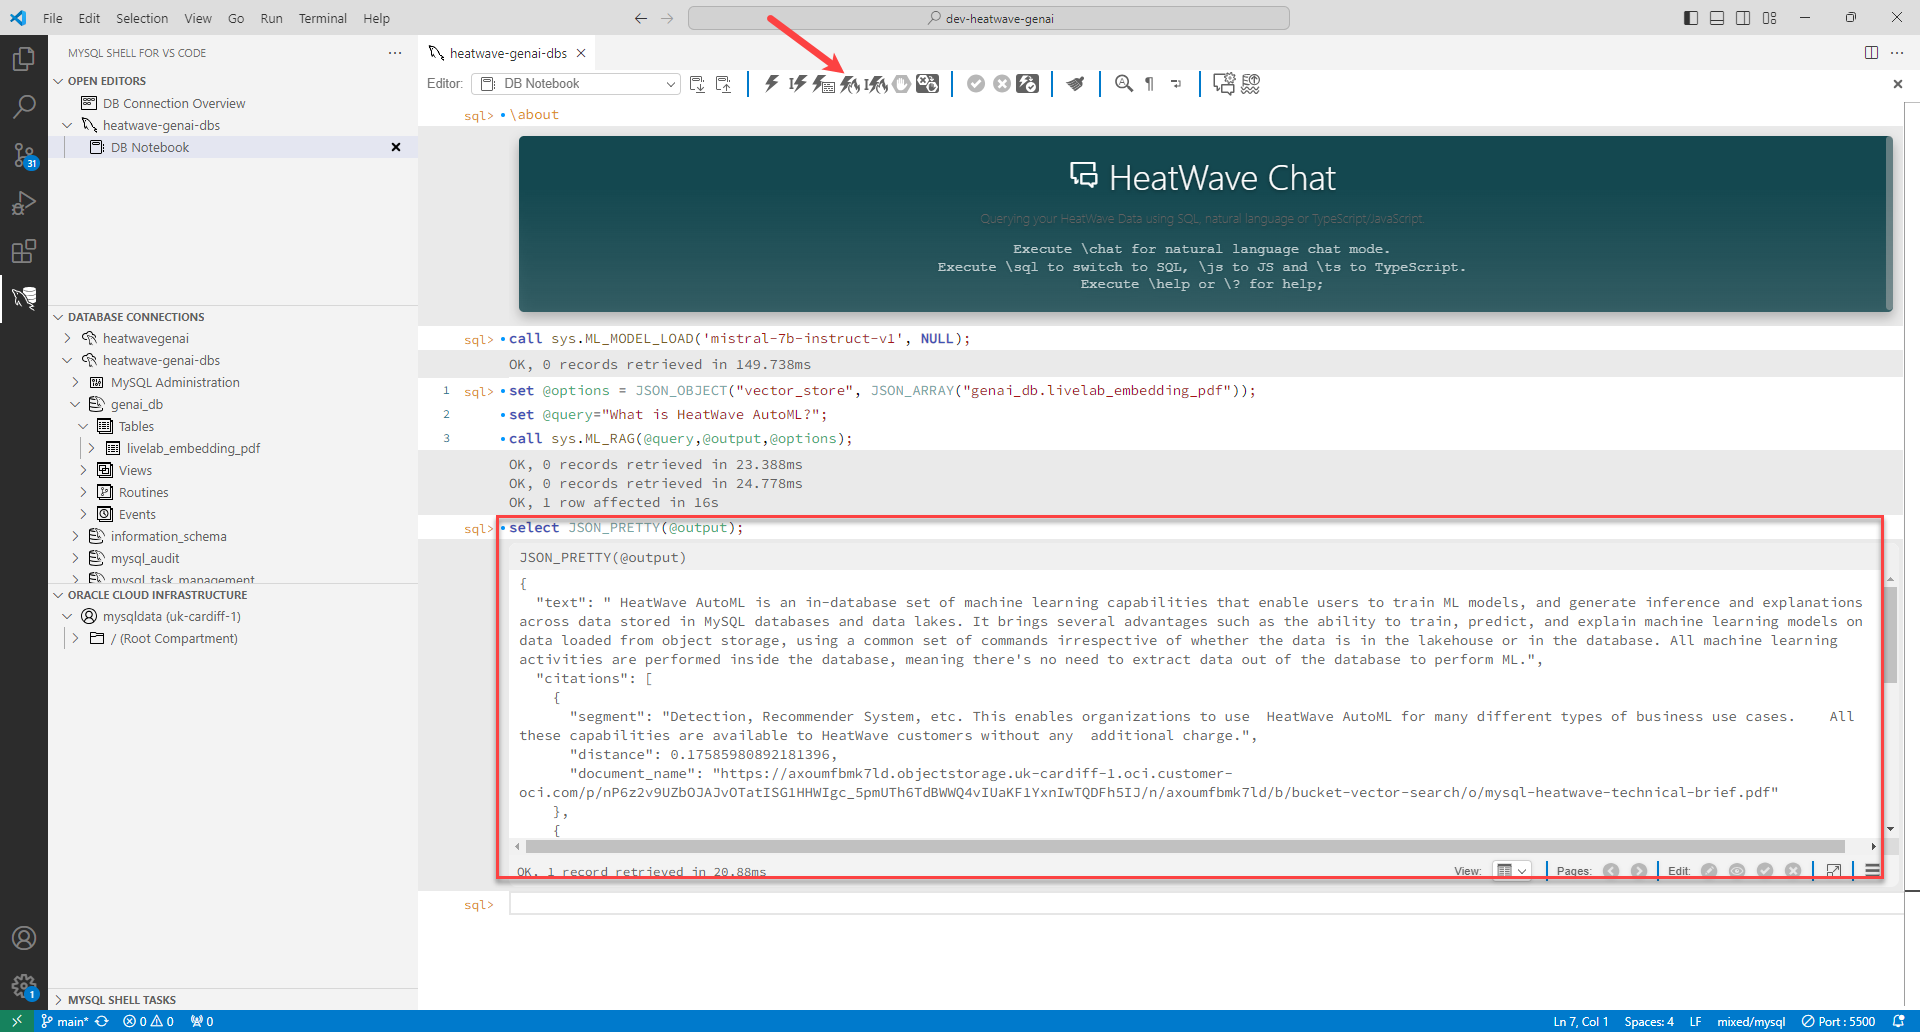 File Edit Selection View Go Run Terminal Help
dev-heatwave-genai
MYSQL SHELL FOR VS CODE
OPEN EDITORS
DB Connection Overview
heatwave-genai-dbs
DB Notebook
31
DATABASE CONNECTIONS
heatwavegenai
heatwave-genai-dbs
MySQL Administration
genai_db
Tables
livelab_embedding_pdf
Views
Routines
Events
information_schema
mysql_audit
mysql_task_management
ORACLE CLOUD INFRASTRUCTURE
mysqldata (uk-cardiff-1)
/ (Root Compartment)
MYSQL SHELL TASKS
1
heatwave-genai-dbs
Editor: DB Notebook
sql> \about
HeatWave Chat
Querying your HeatWave Data using SQL, natural language or TypeScript/JavaScript.
Execute \chat for natural language chat mode.
Execute \sql to switch to SQL, \js to JS and \ts to TypeScript.
Execute \help or \? for help;
sql> call sys.ML_MODEL_LOAD('mistral-7b-instruct-v1', NULL);
OK, 0 records retrieved in 149.738ms
1 sql> set @options = JSON_OBJECT("vector_store", JSON_ARRAY("genai_db.livelab_embedding_pdf"));
2 set @query="What is HeatWave AutoML?";
3 call sys.ML_RAG(@query,@output,@options);
OK, 0 records retrieved in 23.388ms
OK, 0 records retrieved in 24.778ms
OK, 1 row affected in 16s
sql> select JSON_PRETTY(@output);
JSON_PRETTY(@output)
{
"text": " HeatWave AutoML is an in-database set of machine learning capabilities that enable users to train ML models, and generate inference and explanations
across data stored in MySQL databases and data lakes. It brings several advantages such as the ability to train, predict, and explain machine learning models on
data loaded from object storage, using a common set of commands irrespective of whether the data is in the lakehouse or in the database. All machine learning
activities are performed inside the database, meaning there's no need to extract data out of the database to perform ML.",
"citations": [
{
"segment": "Detection, Recommender System, etc. This enables organizations to use  HeatWave AutoML for many different types of business use cases.    All
these capabilities are available to HeatWave customers without any  additional charge.",
"distance": 0.17585980892181396,
"document_name": "https://axoumfbmk7ld.objectstorage.uk-cardiff-1.oci.customer-
oci.com/p/nP6z2v9UZbOJAJvOTatISG1HHWIgc_5pmUTh6TdBWWQ4vIUaKF1YxnIwTQDFh5IJ/n/axoumfbmk7ld/b/bucket-vector-search/o/mysql-heatwave-technical-brief.pdf"
},
{
OK, 1 record retrieved in 20.88ms
View: Pages: Edit:
sql>
main* 0 0 0
Ln 7, Col 1 Spaces: 4 LF mixed/mysql Port : 5500